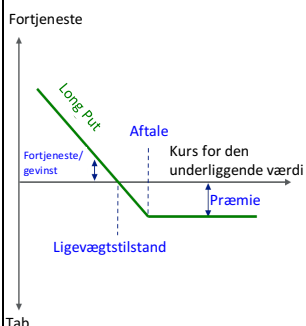 Fortjeneste
Long Put
Aftale
Fortjeneste/
gevinst
Kurs for den
underliggende værdi
Præmie
Ligevægtstilstand
Tab